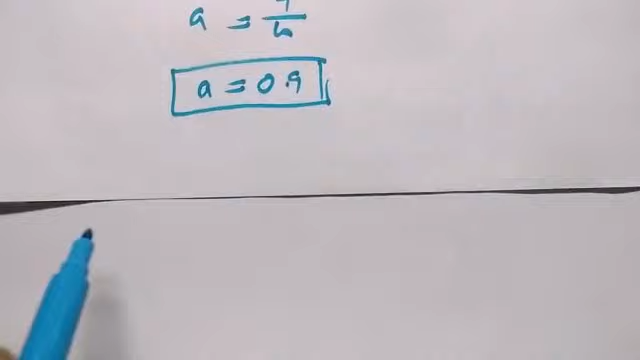 a =
a = 0.9